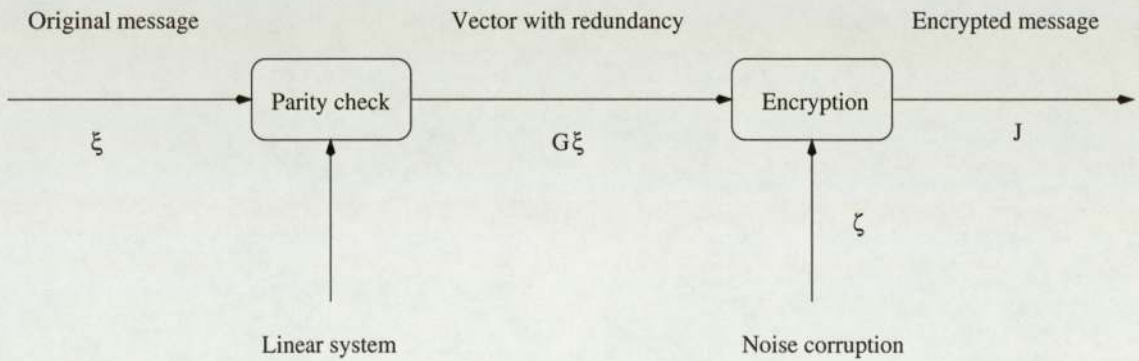 Original message
Vector with redundancy
Encrypted message
Parity check
Encryption
ξ
Gξ
J
ζ
Linear system
Noise corruption